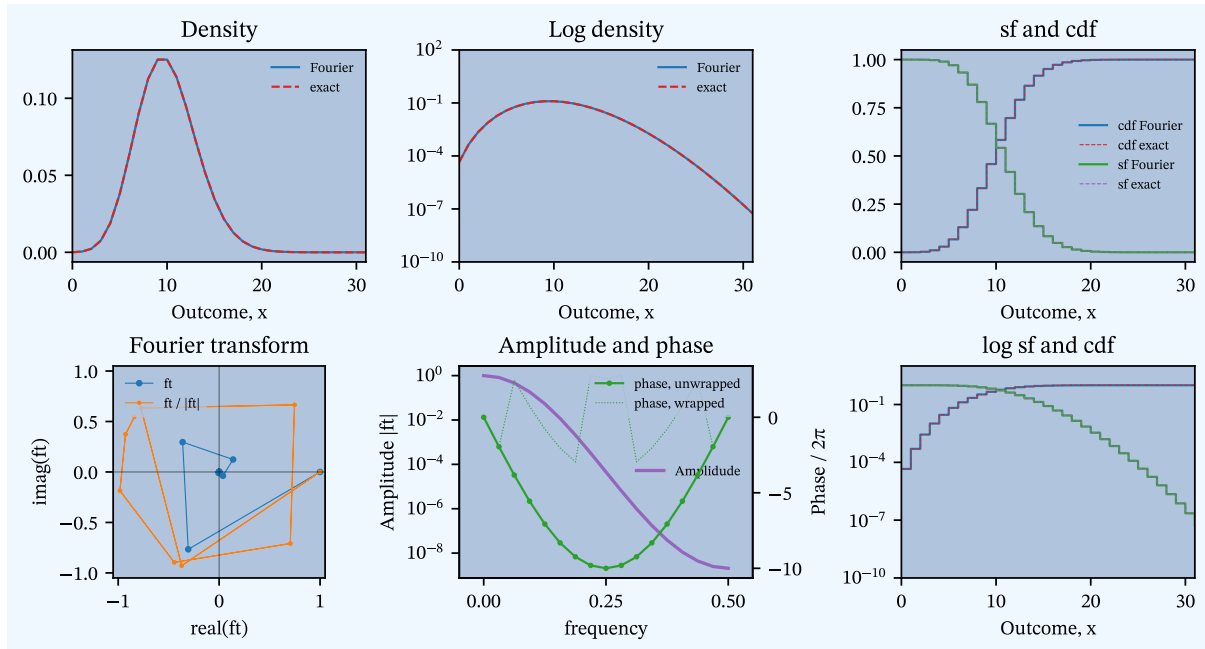 Density
0.10
0.05
0.00
0
10
20
30
Outcome, x
Fourier
exact
Log density
10²
10⁻¹
10⁻⁴
10⁻⁷
10⁻¹⁰
0
10
20
30
Outcome, x
Fourier
exact
sf and cdf
1.00
0.75
0.50
0.25
0.00
0
10
20
30
Outcome, x
cdf Fourier
cdf exact
sf Fourier
sf exact
Fourier transform
1.0
0.5
0.0
−0.5
−1.0
imag(ft)
−1
0
1
real(ft)
ft
ft / |ft|
Amplitude and phase
10⁰
10⁻²
10⁻⁴
10⁻⁶
10⁻⁸
Amplitude |ft|
0.00
0.25
0.50
frequency
phase, unwrapped
phase, wrapped
Amplidude
0
−5
−10
Phase / 2π
log sf and cdf
10⁻¹
10⁻⁴
10⁻⁷
10⁻¹⁰
0
10
20
30
Outcome, x